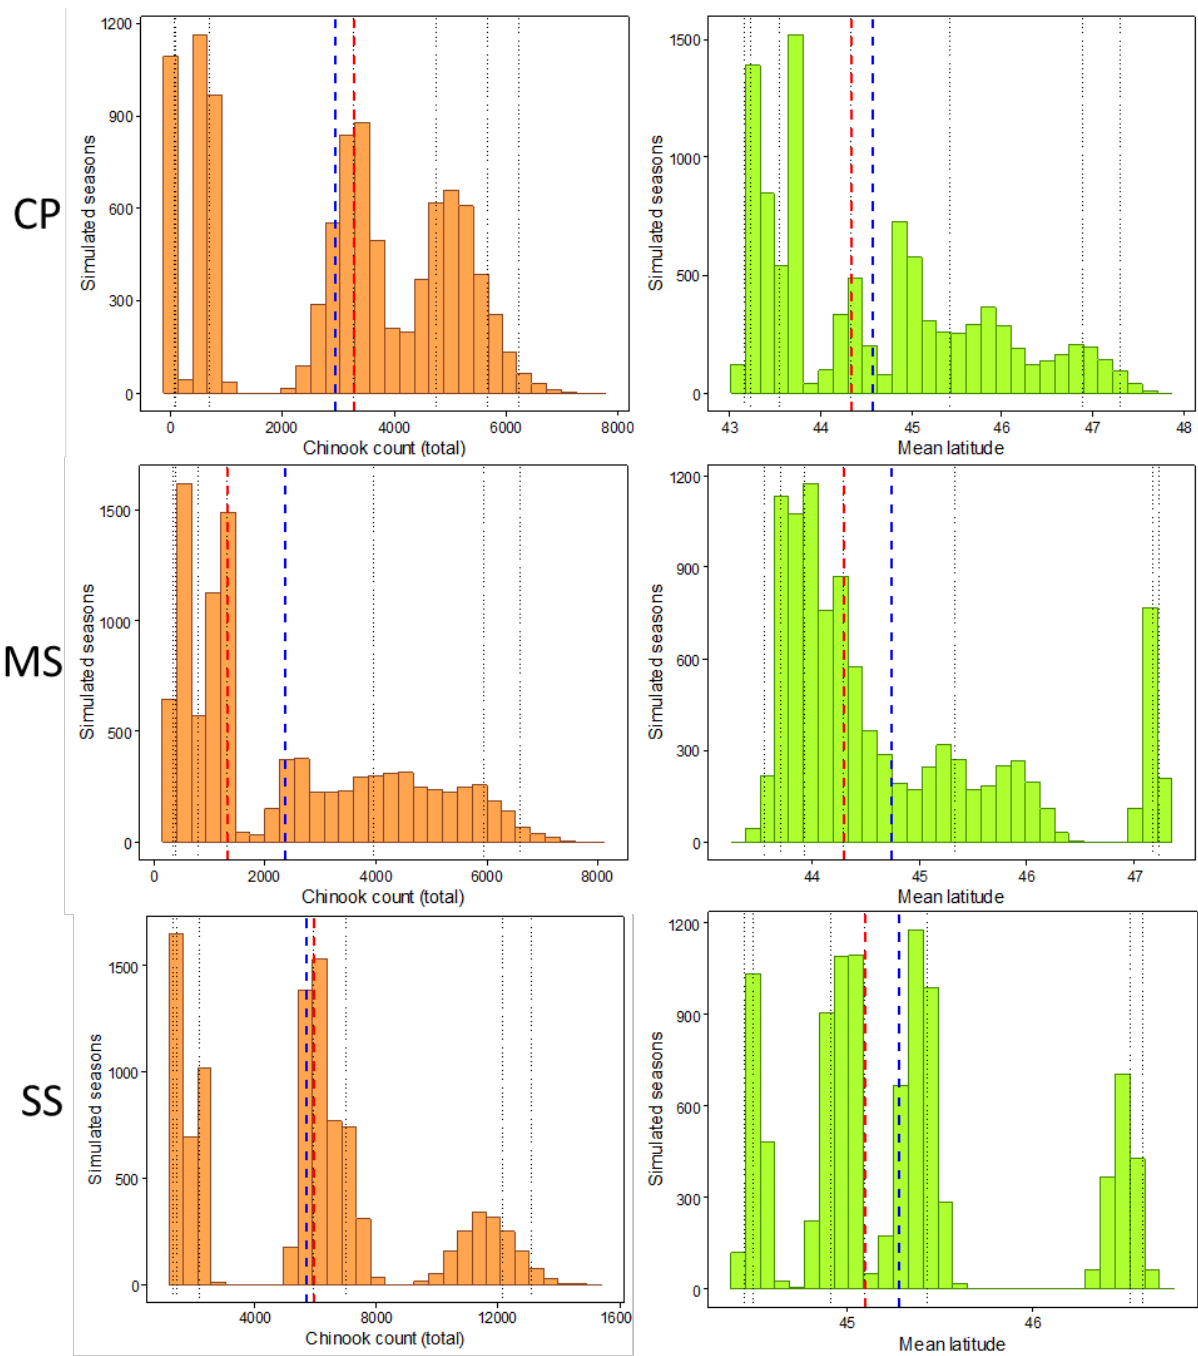 CP
Simulated seasons
1200
900
600
300
0
0 2000 4000 6000 8000
Chinook count (total)
Simulated seasons
1500
1000
500
0
43 44 45 46 47 48
Mean latitude
MS
Simulated seasons
1500
1000
500
0
0 2000 4000 6000 8000
Chinook count (total)
Simulated seasons
1200
900
600
300
0
44 45 46 47
Mean latitude
SS
Simulated seasons
1500
1000
500
0
4000 8000 12000 1600
Chinook count (total)
Simulated seasons
1200
900
600
300
0
45 46
Mean latitude